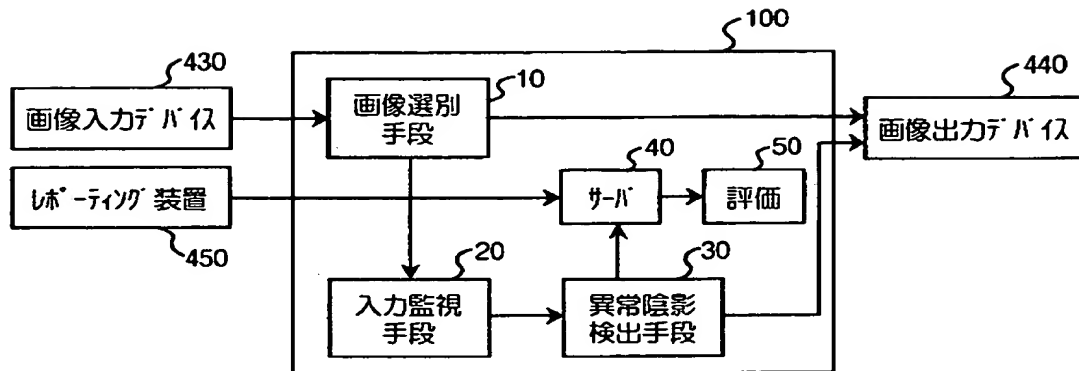 100
430
画像入力デバイス
10
画像選別
手段
440
画像出力デバイス
40
サーバ
50
評価
レポーティング装置
450
20
入力監視
手段
30
異常陰影
検出手段